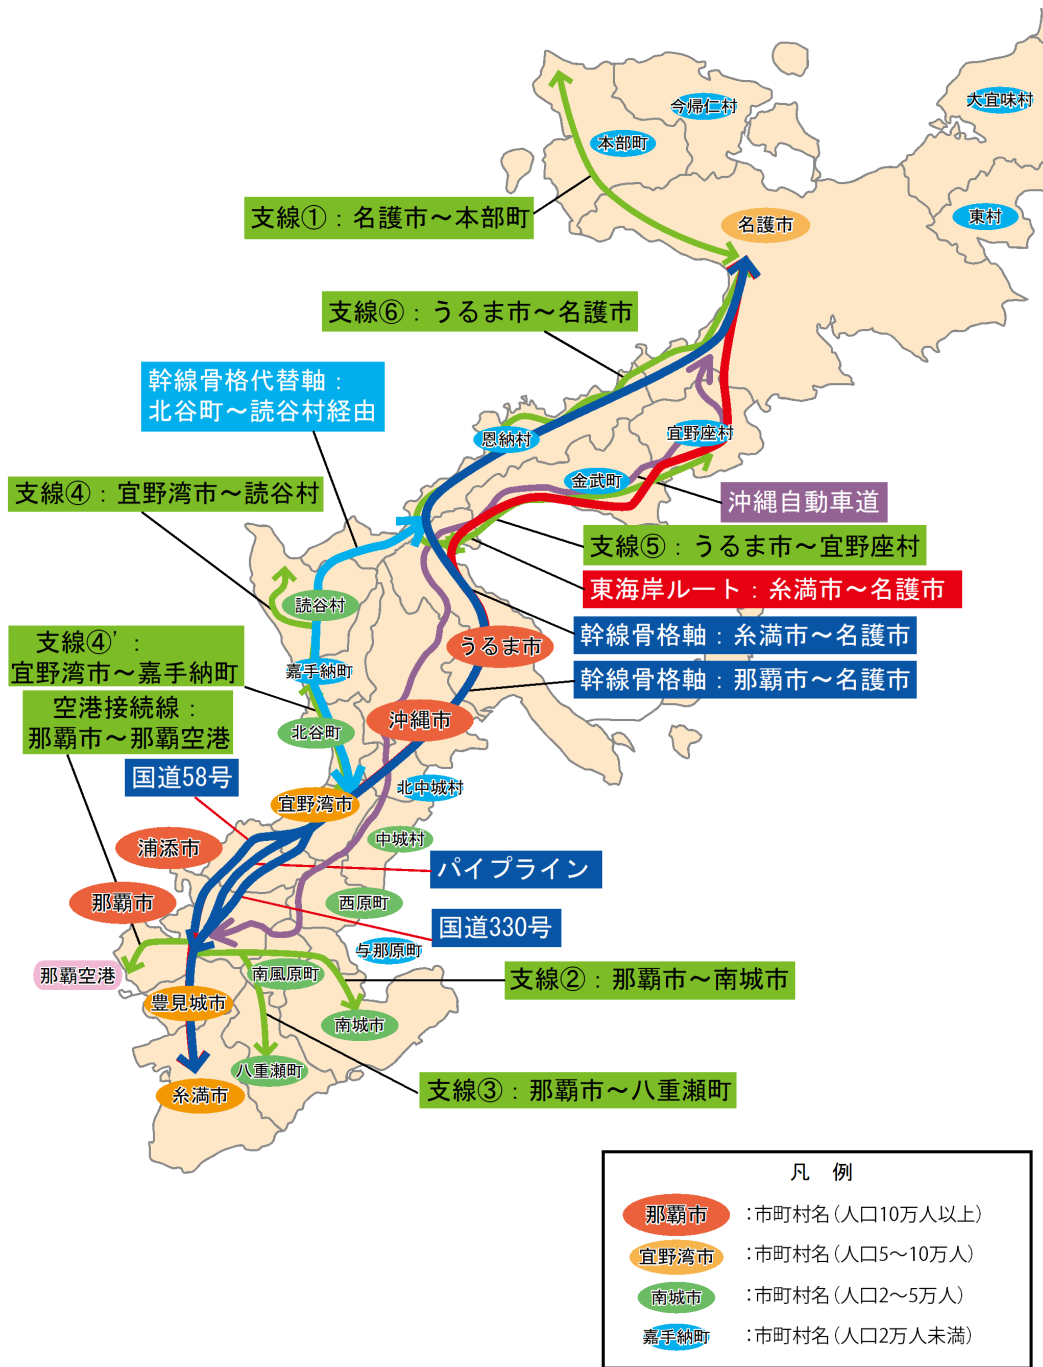 大宜味村
今帰仁村
本部町
支線①：名護市～本部町
名護市
東村
支線⑥：うるま市～名護市
幹線骨格代替軸：
北谷町～読谷村経由
恩納村
宜野座村
支線④：宜野湾市～読谷村
金武町
沖縄自動車道
支線⑤：うるま市～宜野座村
東海岸ルート：糸満市～名護市
読谷村
幹線骨格軸：糸満市～名護市
うるま市
支線④’：
宜野湾市～嘉手納町
嘉手納町
幹線骨格軸：那覇市～名護市
空港接続線：
那覇市～那覇空港
沖縄市
北谷町
国道58号
北中城村
宜野湾市
中城村
浦添市
パイプライン
那覇市
西原町
国道330号
与那原町
那覇空港
南風原町
支線②：那覇市～南城市
豊見城市
南城市
八重瀬町
支線③：那覇市～八重瀬町
糸満市
凡 例
那覇市 ：市町村名（人口10万人以上）
宜野湾市 ：市町村名（人口5～10万人）
南城市 ：市町村名（人口2～5万人）
嘉手納町 ：市町村名（人口2万人未満）